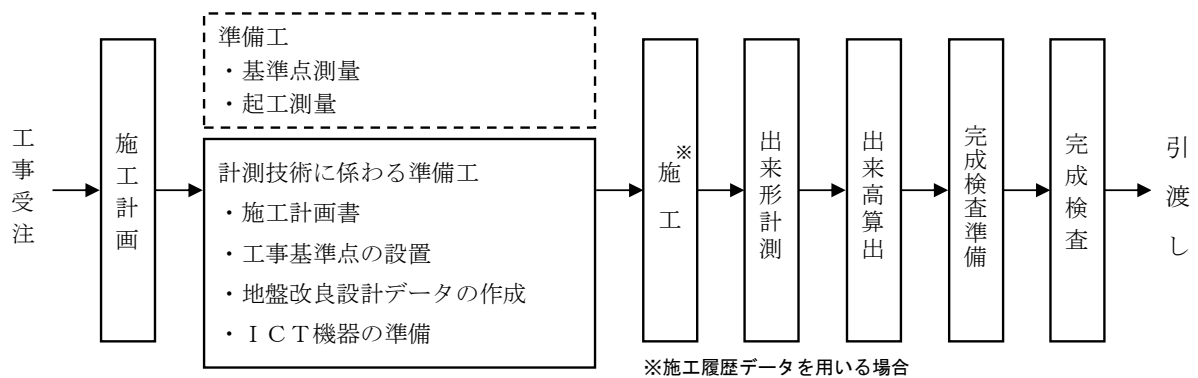 工事受注
施工計画
準備工
・基準点測量
・起工測量
計測技術に係わる準備工
・施工計画書
・工事基準点の設置
・地盤改良設計データの作成
・ＩＣＴ機器の準備
施工※
出来形計測
出来高算出
完成検査準備
完成検査
引渡し
※施工履歴データを用いる場合